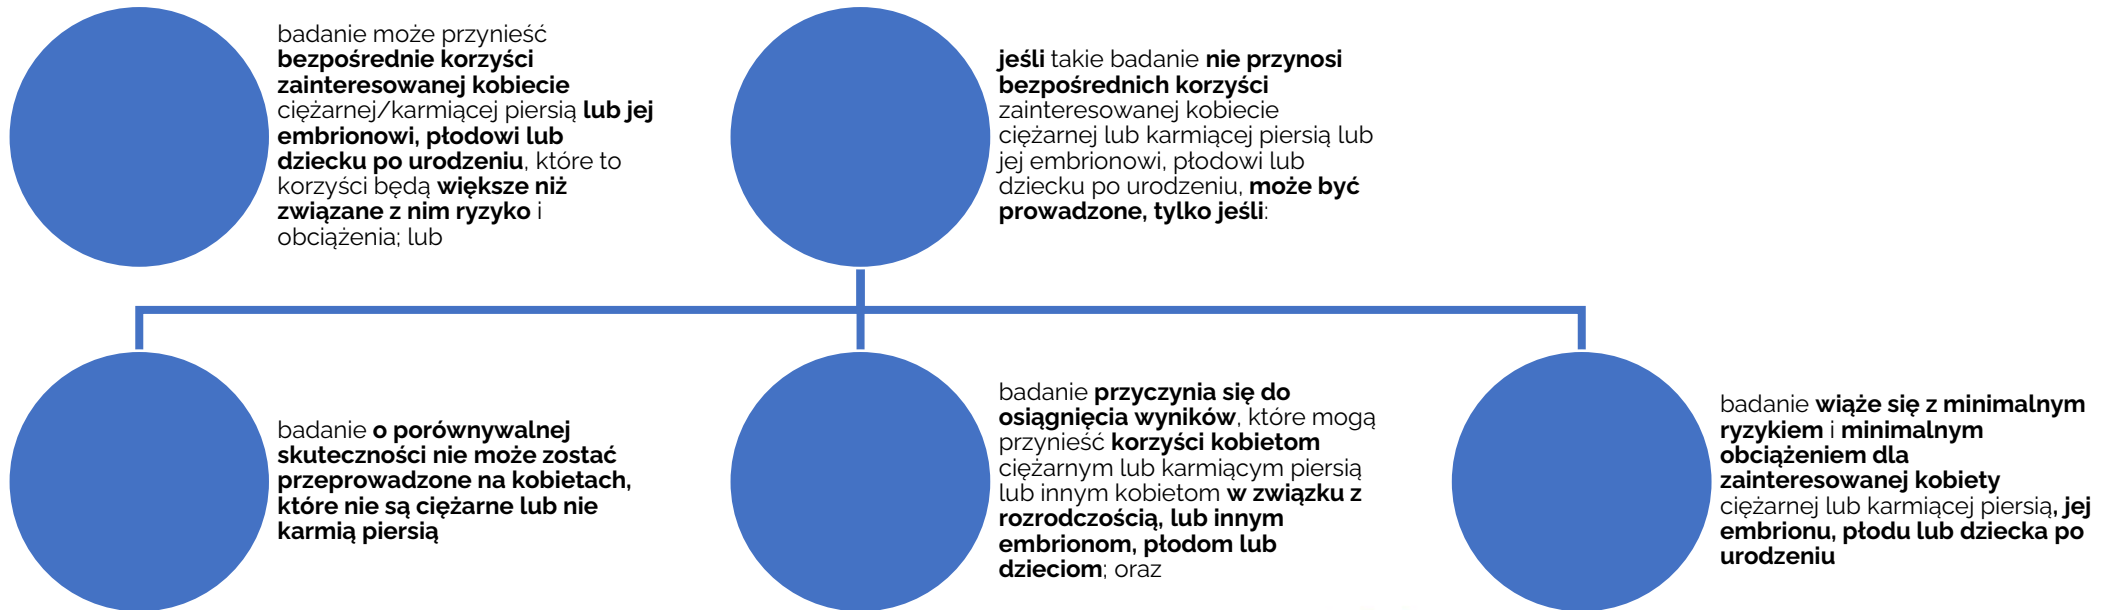 badanie może przynieść
bezpośrednie korzyści
zainteresowanej kobiecie
ciężarnej/karmiącej piersią lub jej
embrionowi, płodowi lub
dziecku po urodzeniu, które to
korzyści będą większe niż
związane z nim ryzyko i
obciążenia; lub
jeśli takie badanie nie przynosi
bezpośrednich korzyści
zainteresowanej kobiecie
ciężarnej lub karmiącej piersią lub
jej embrionowi, płodowi lub
dziecku po urodzeniu, może być
prowadzone, tylko jeśli:
badanie o porównywalnej
skuteczności nie może zostać
przeprowadzone na kobietach,
które nie są ciężarne lub nie
karmią piersią
badanie przyczynia się do
osiągnięcia wyników, które mogą
przynieść korzyści kobietom
ciężarnym lub karmiącym piersią
lub innym kobietom w związku z
rozrodczością, lub innym
embrionom, płodom lub
dzieciom; oraz
badanie wiąże się z minimalnym
ryzykiem i minimalnym
obciążeniem dla
zainteresowanej kobiety
ciężarnej lub karmiącej piersią, jej
embrionu, płodu lub dziecka po
urodzeniu